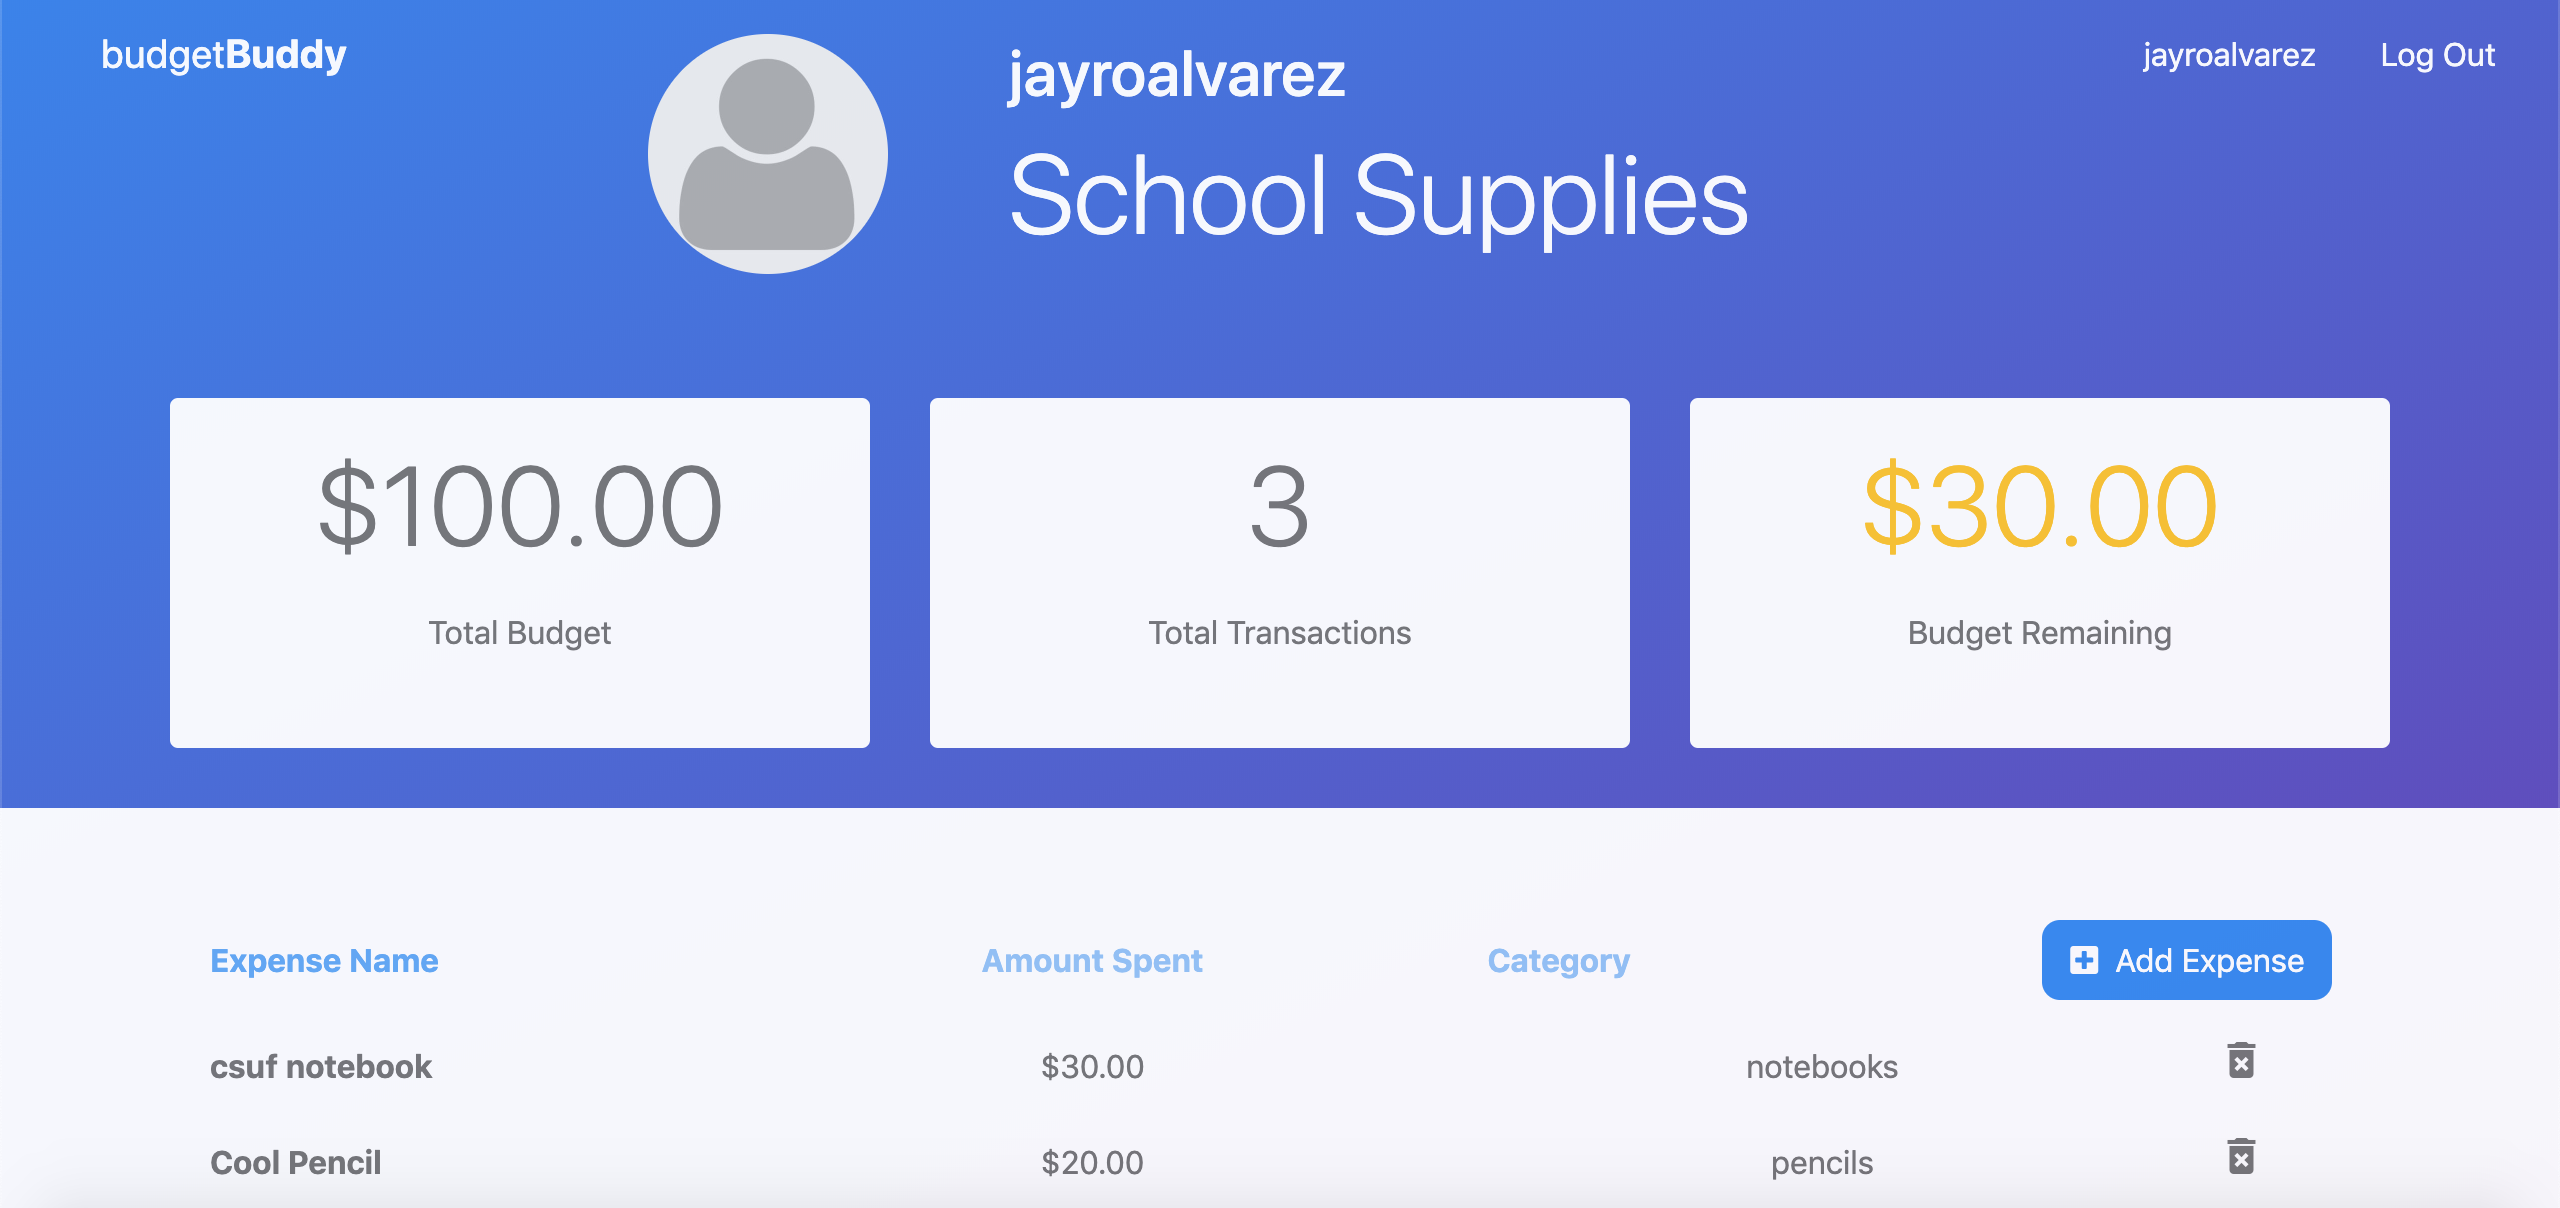 budgetBuddy
jayroalvarez
Log Out
jayroalvarez
School Supplies
$100.00
Total Budget
3
Total Transactions
$30.00
Budget Remaining
Expense Name
Amount Spent
Category
Add Expense
csuf notebook
$30.00
notebooks
Cool Pencil
$20.00
pencils